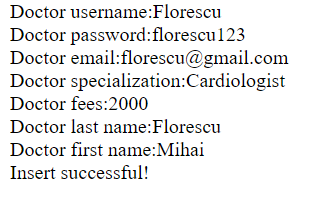 Doctor username:Florescu
Doctor password:florescu123
Doctor email:florescu@gmail.com
Doctor specialization:Cardiologist
Doctor fees:2000
Doctor last name:Florescu
Doctor first name:Mihai
Insert successful!